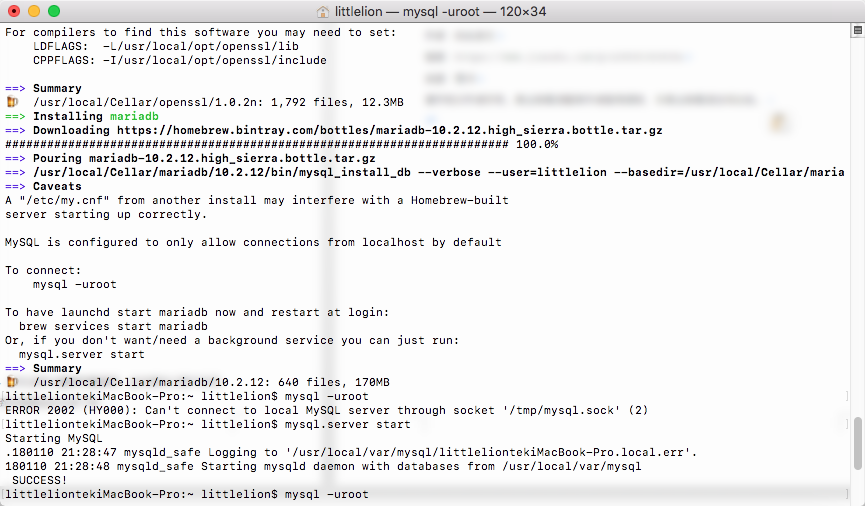 littlelion — mysql -uroot — 120×34
For compilers to find this software you may need to set:
    LDFLAGS:  -L/usr/local/opt/openssl/lib
    CPPFLAGS: -I/usr/local/opt/openssl/include
==> Summary
🍺  /usr/local/Cellar/openssl/1.0.2n: 1,792 files, 12.3MB
==> Installing mariadb
==> Downloading https://homebrew.bintray.com/bottles/mariadb-10.2.12.high_sierra.bottle.tar.gz
######################################################################## 100.0%
==> Pouring mariadb-10.2.12.high_sierra.bottle.tar.gz
==> /usr/local/Cellar/mariadb/10.2.12/bin/mysql_install_db --verbose --user=littlelion --basedir=/usr/local/Cellar/maria
==> Caveats
A "/etc/my.cnf" from another install may interfere with a Homebrew-built
server starting up correctly.
MySQL is configured to only allow connections from localhost by default
To connect:
    mysql -uroot
To have launchd start mariadb now and restart at login:
  brew services start mariadb
Or, if you don't want/need a background service you can just run:
  mysql.server start
==> Summary
🍺  /usr/local/Cellar/mariadb/10.2.12: 640 files, 170MB
[littleliontekiMacBook-Pro:~ littlelion$ mysql -uroot ]
ERROR 2002 (HY000): Can't connect to local MySQL server through socket '/tmp/mysql.sock' (2)
[littleliontekiMacBook-Pro:~ littlelion$ mysql.server start ]
Starting MySQL
.180110 21:28:47 mysqld_safe Logging to '/usr/local/var/mysql/littleliontekiMacBook-Pro.local.err'.
180110 21:28:48 mysqld_safe Starting mysqld daemon with databases from /usr/local/var/mysql
 SUCCESS!
[littleliontekiMacBook-Pro:~ littlelion$ mysql -uroot ]